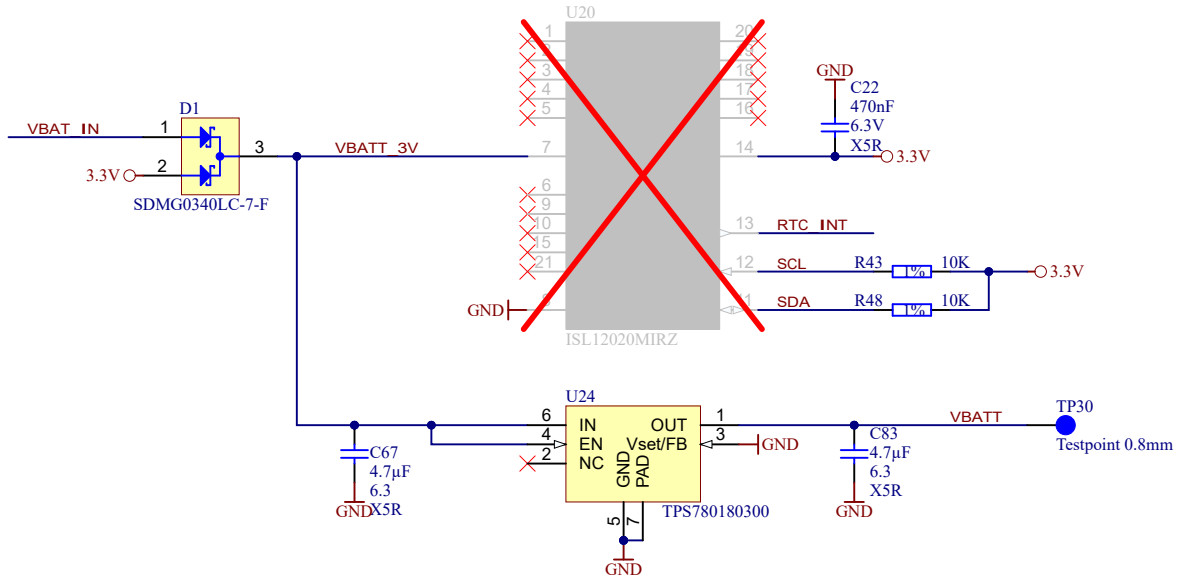 U20
1
20
3
18
4
17
5
16
7
14
6
9
10
15
21
13
12
ISL12020MIRZ
D1
VBAT_IN
1
2
3
3.3V
SDMG0340LC-7-F
VBATT_3V
GND
GND
C22
470nF
6.3V
X5R
3.3V
RTC_INT
SCL
R43
1%
10K
3.3V
SDA
R48
1%
10K
U24
6
IN
OUT
1
4
EN
Vset/FB
3
GND
2
NC
GND
PAD
5
7
TPS780180300
GND
C67
4.7µF
6.3
X5R
GND
VBATT
C83
4.7µF
6.3
X5R
GND
TP30
Testpoint 0.8mm